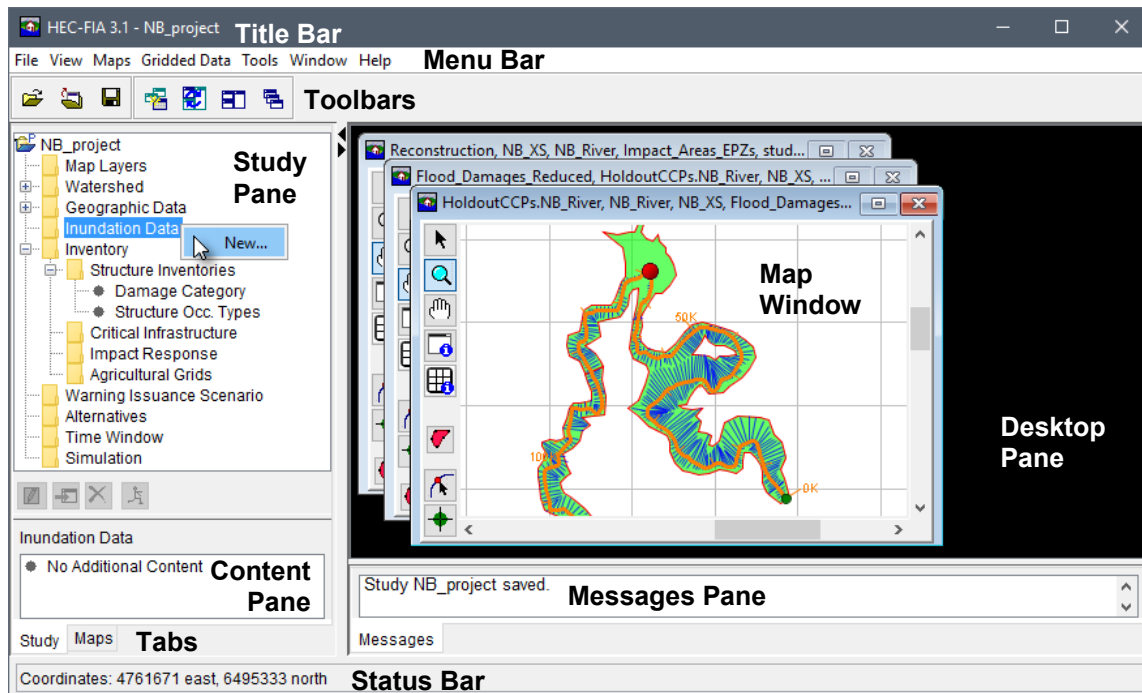 HEC-FIA 3.1 - NB_project
Title Bar
File View Maps Gridded Data Tools Window Help
Menu Bar
Toolbars
NB_project
Map Layers
Watershed
Geographic Data
Inundation Data
New...
Inventory
Structure Inventories
Damage Category
Structure Occ. Types
Critical Infrastructure
Impact Response
Agricultural Grids
Warning Issuance Scenario
Alternatives
Time Window
Simulation
Study
Pane
Inundation Data
No Additional Content
Content
Pane
Study Maps
Tabs
Reconstruction, NB_XS, NB_River, Impact_Areas_EPZs, stud...
Flood_Damages_Reduced, HoldoutCCPs.NB_River, NB_XS, ...
HoldoutCCPs.NB_River, NB_River, NB_XS, Flood_Damages...
Map
Window
50K
0K
Desktop
Pane
Study NB_project saved.
Messages Pane
Messages
Coordinates: 4761671 east, 6495333 north
Status Bar